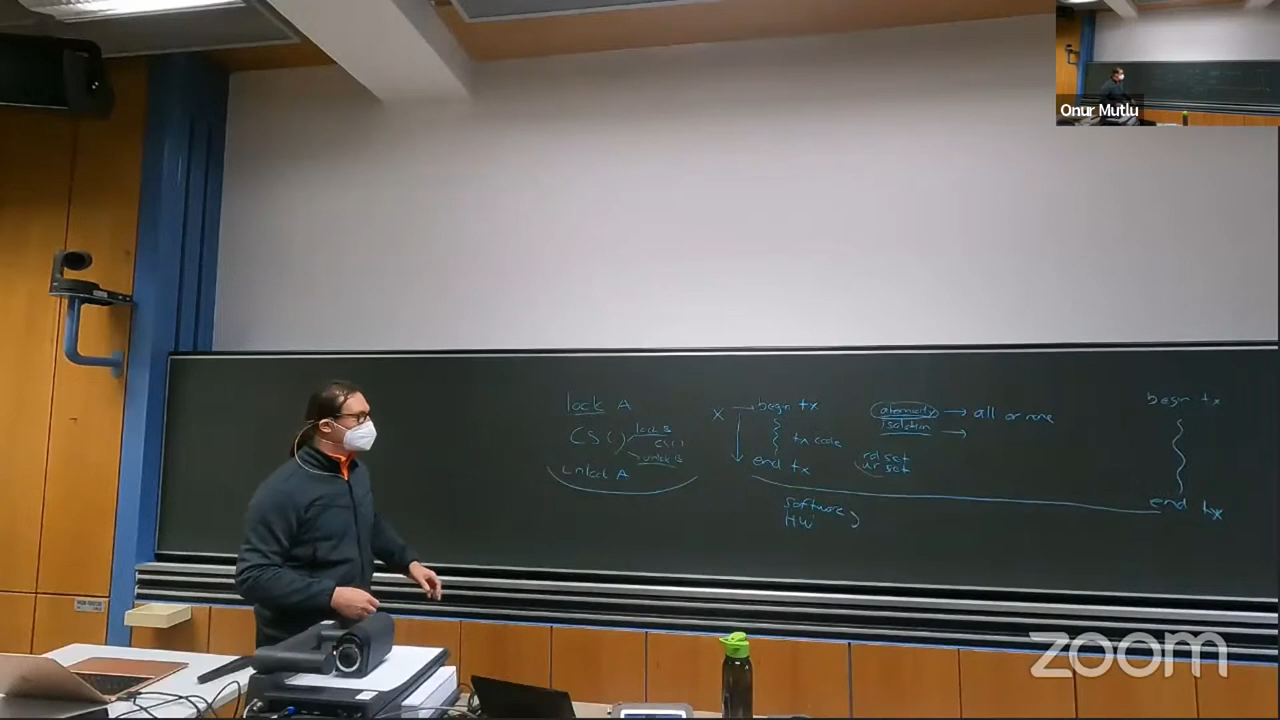 Onur Mutlu
lock A
CS( ) lock B
CS( )
unlock B
unlock A
X → begin tx
tx code
end tx
atomicity → all or none
isolation →
rd set
wr set
software
HW
begin tx
end tx
zoom